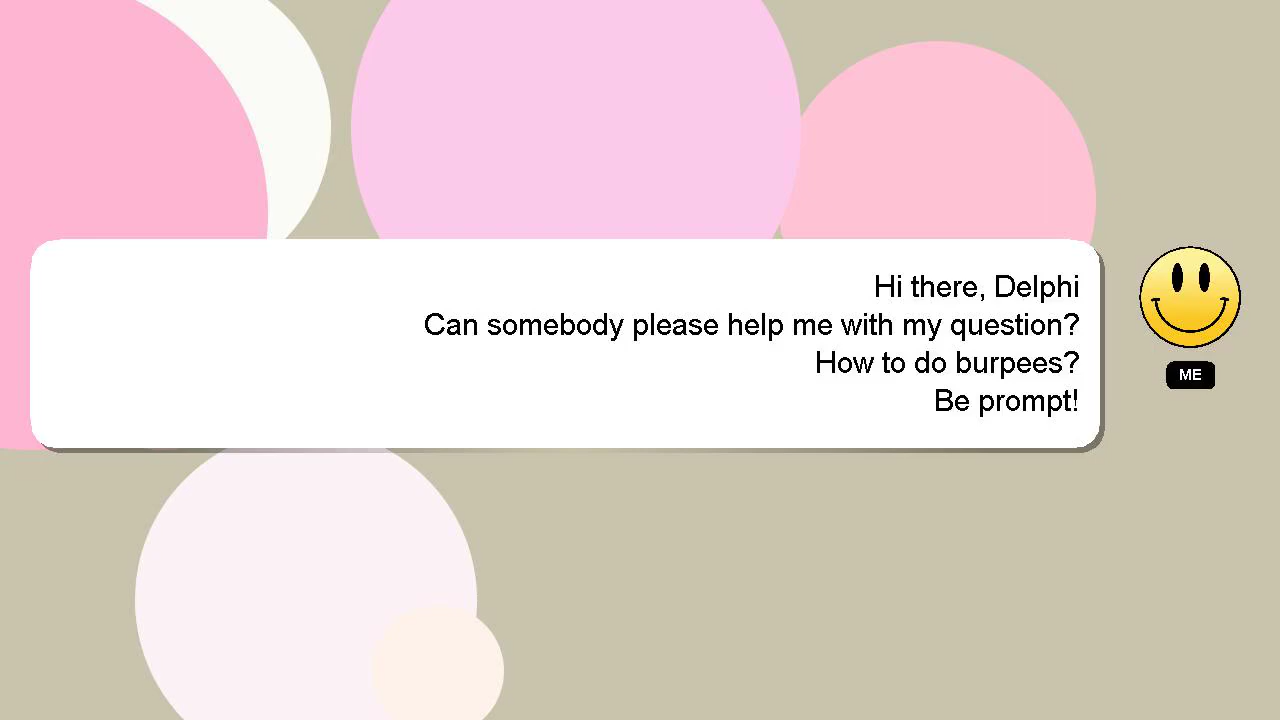 Hi there, Delphi
Can somebody please help me with my question?
How to do burpees?
Be prompt!
ME